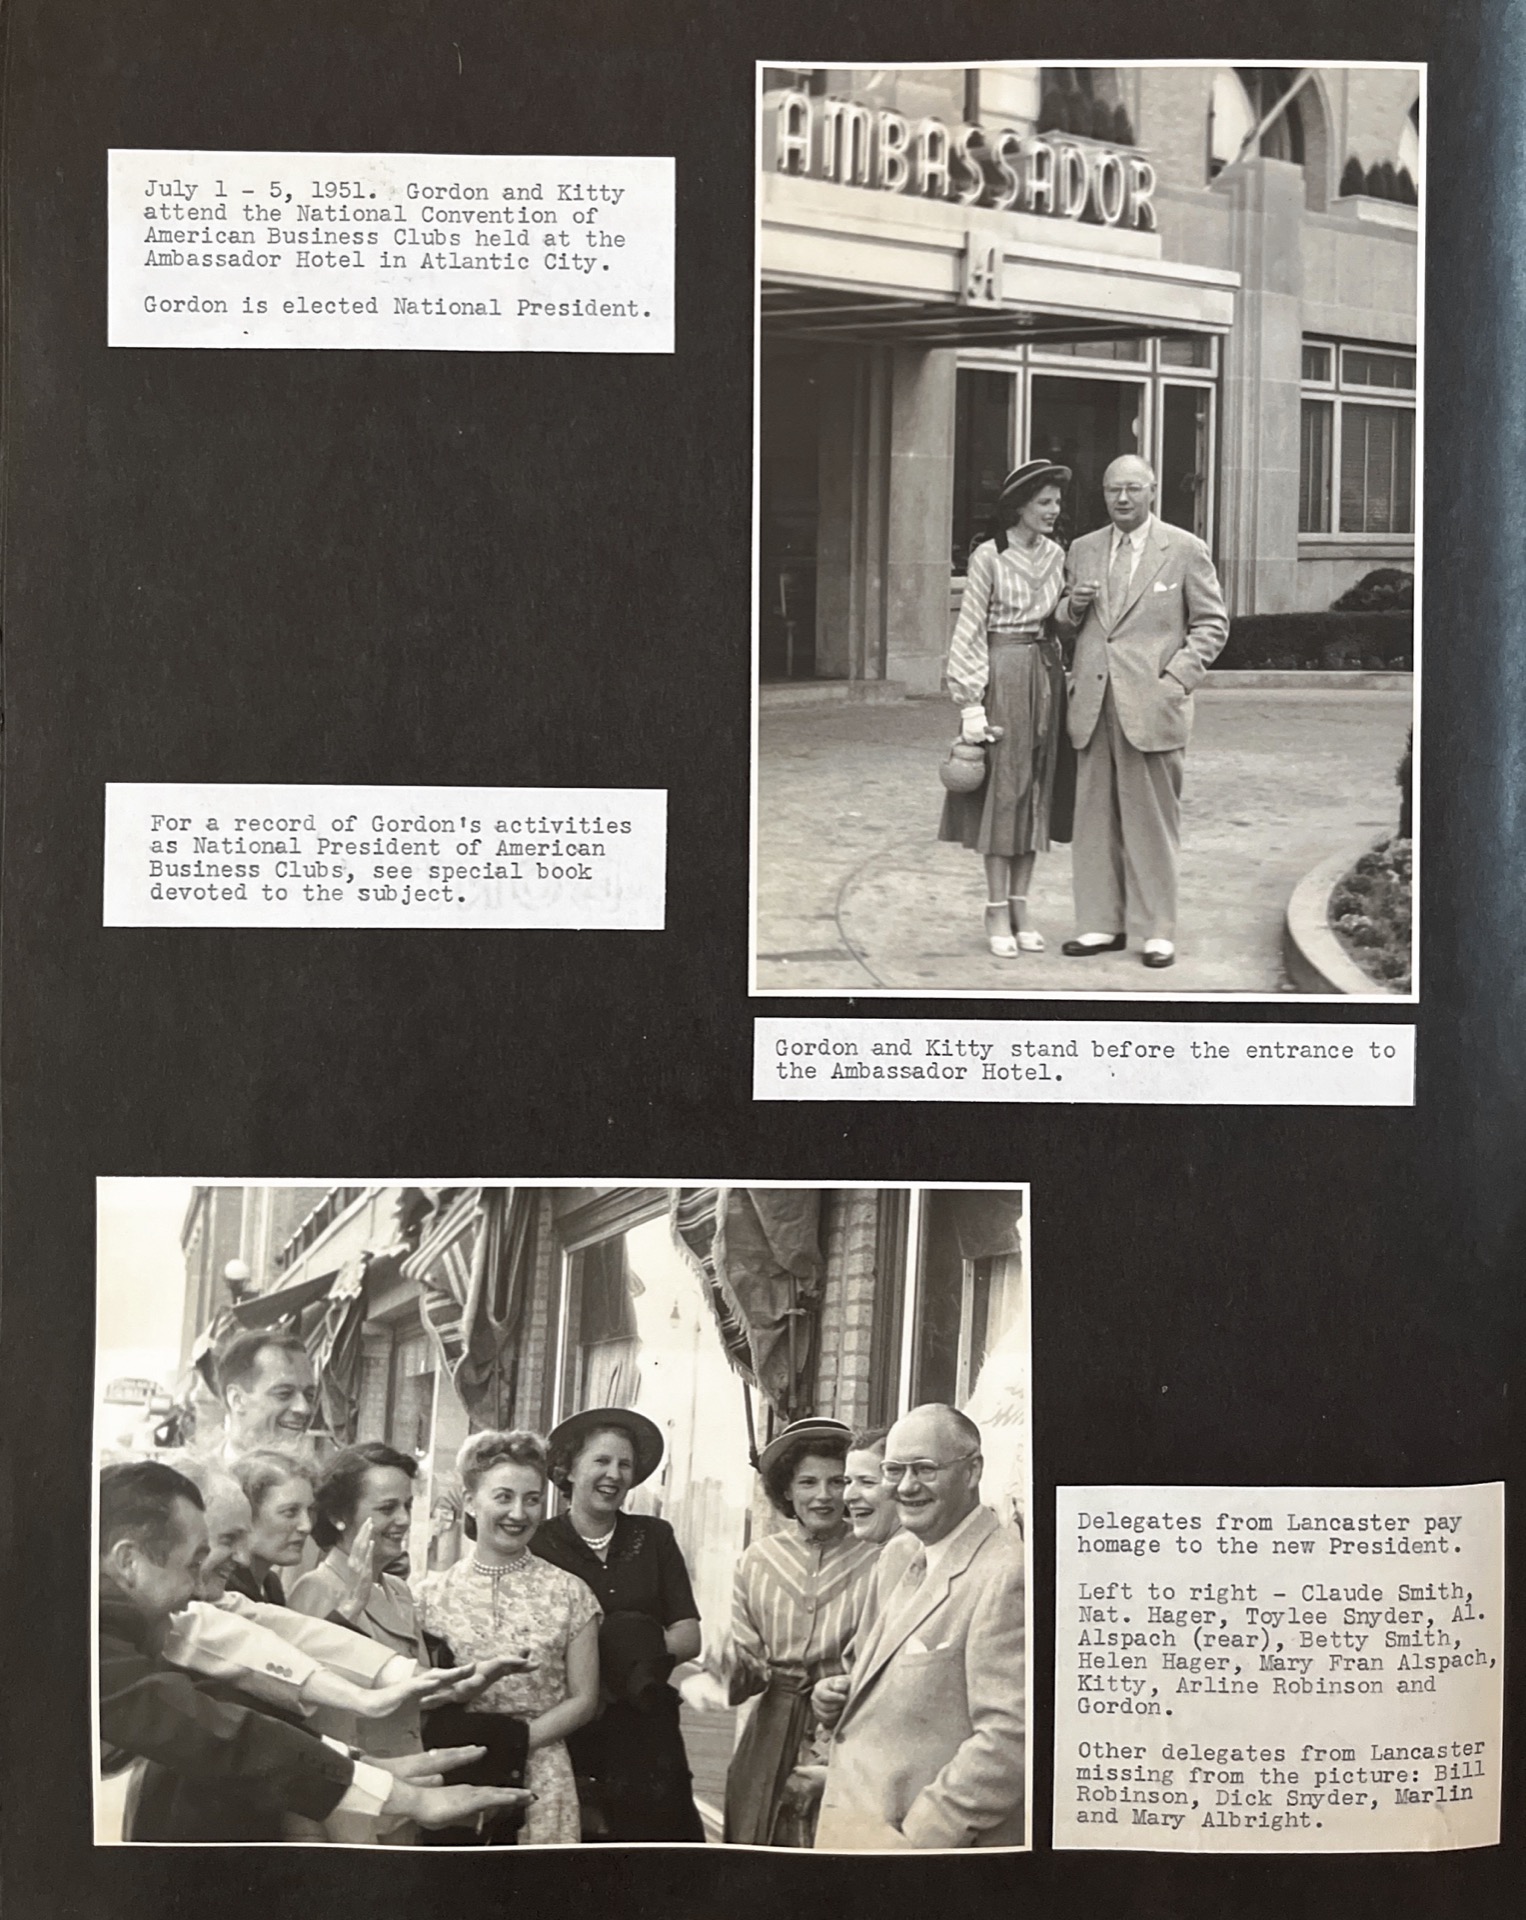 July 1 - 5, 1951. Gordon and Kitty
attend the National Convention of
American Business Clubs held at the
Ambassador Hotel in Atlantic City.
Gordon is elected National President.
AMBASSADOR
A
For a record of Gordon's activities
as National President of American
Business Clubs, see special book
devoted to the subject.
Gordon and Kitty stand before the entrance to
the Ambassador Hotel.
Delegates from Lancaster pay
homage to the new President.
Left to right - Claude Smith,
Nat. Hager, Toylee Snyder, Al.
Alspach (rear), Betty Smith,
Helen Hager, Mary Fran Alspach,
Kitty, Arline Robinson and
Gordon.
Other delegates from Lancaster
missing from the picture: Bill
Robinson, Dick Snyder, Marlin
and Mary Albright.